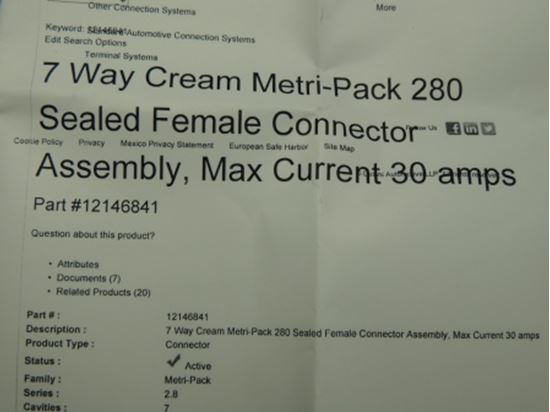 Other Connection Systems
More
Keyword: 12146841
Standard Automotive Connection Systems
Edit Search Options
Terminal Systems
7 Way Cream Metri-Pack 280
Sealed Female Connector
Us
Cookie Policy Privacy Mexico Privacy Statement European Safe Harbor Site Map
Assembly, Max Current 30 amps
Part #12146841
Question about this product?
• Attributes
• Documents (7)
• Related Products (20)
Part # : 12146841
Description : 7 Way Cream Metri-Pack 280 Sealed Female Connector Assembly, Max Current 30 amps
Product Type : Connector
Status : Active
Family : Metri-Pack
Series : 2.8
Cavities : 7